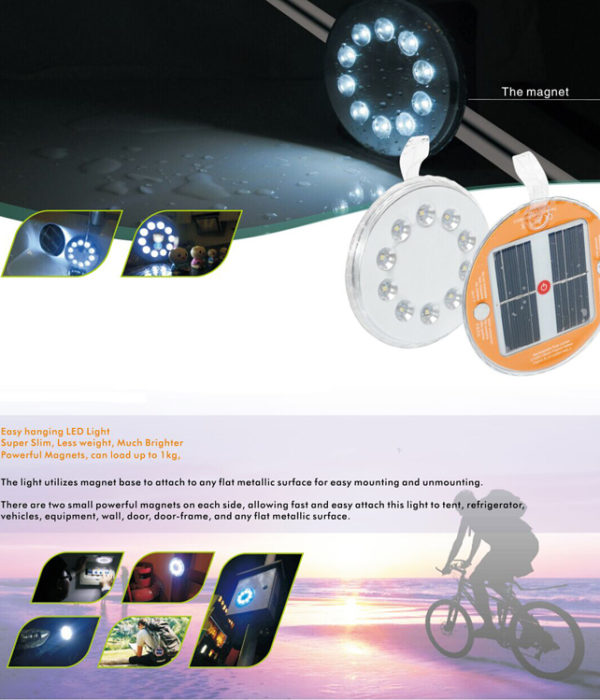 The magnet
Easy hanging LED Light
Super Slim, Less weight, Much Brighter
Powerful Magnets, can load up to 1kg,
The light utilizes magnet base to attach to any flat metallic surface for easy mounting and unmounting.
There are two small powerful magnets on each side, allowing fast and easy attach this light to tent, refrigerator,
vehicles, equipment, wall, door, door-frame, and any flat metallic surface.